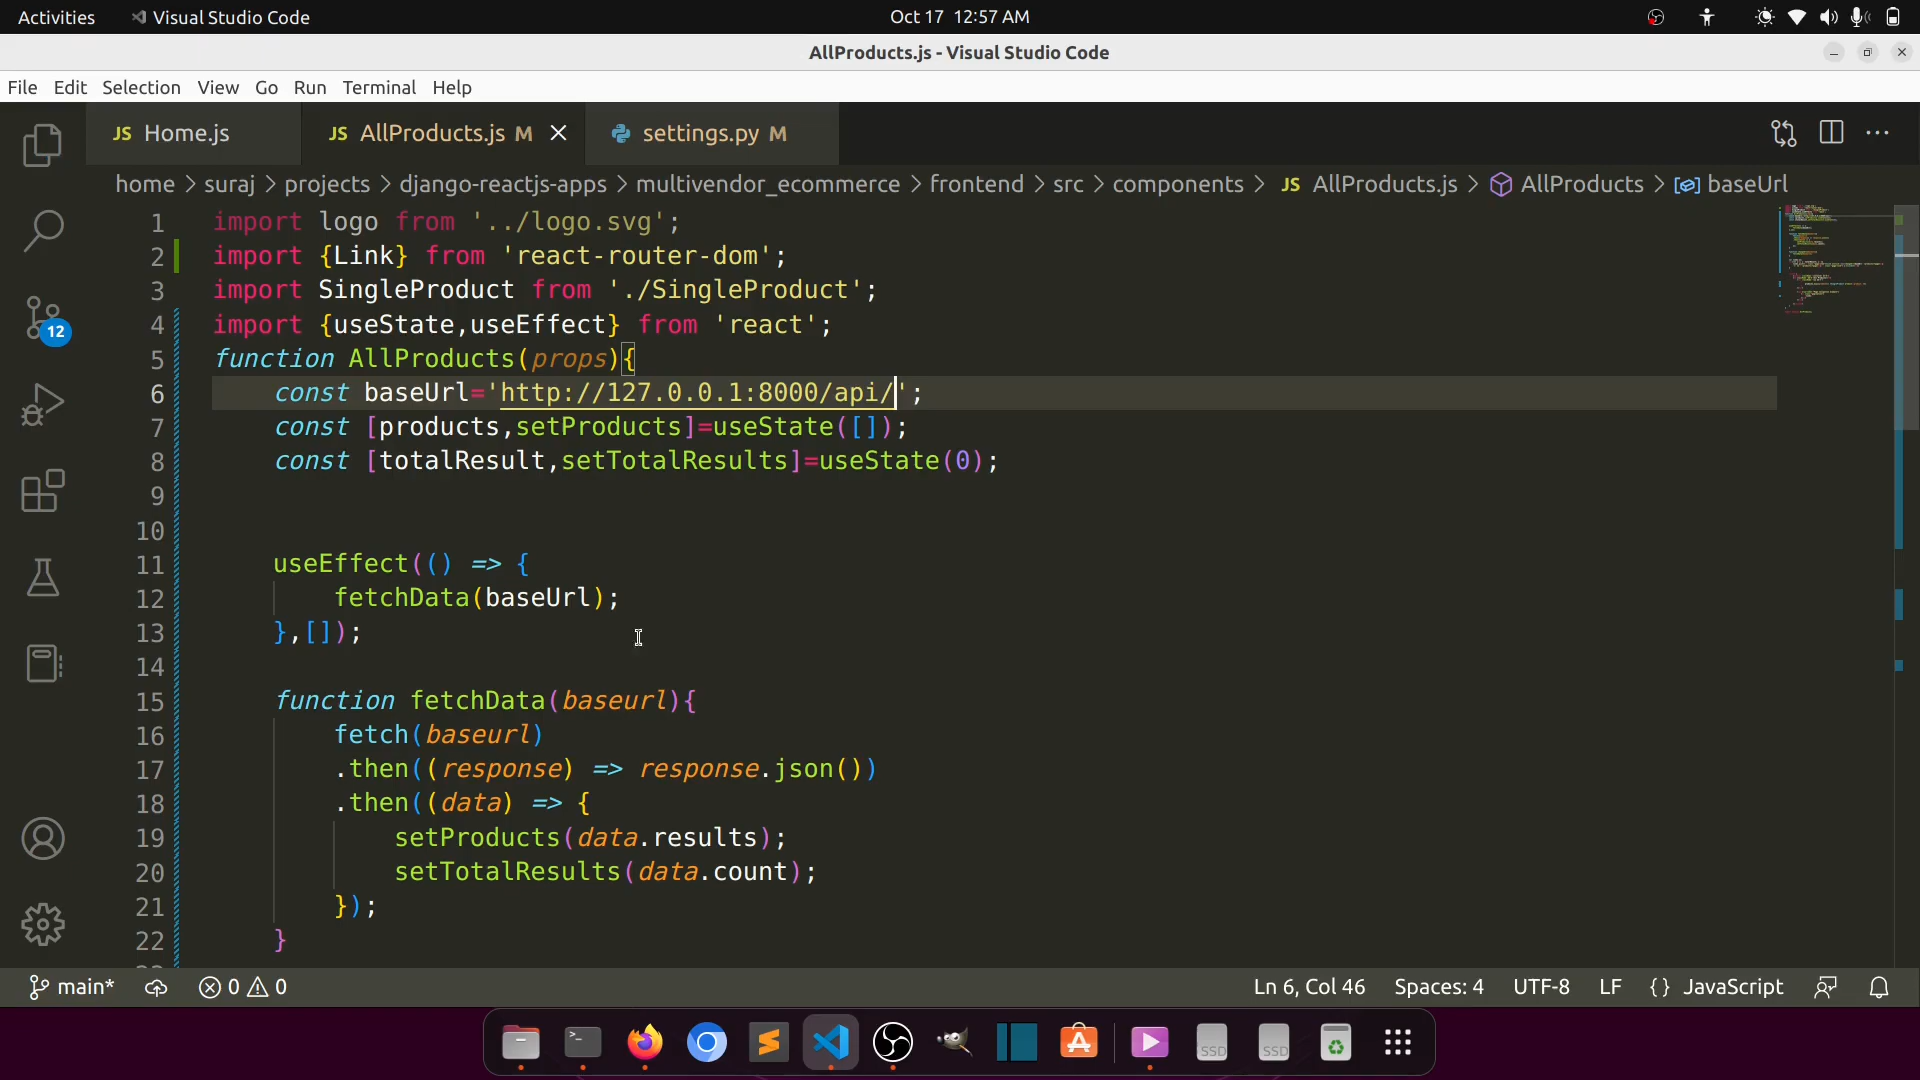 Activities Visual Studio Code Oct 17 12:57 AM
AllProducts.js - Visual Studio Code
File Edit Selection View Go Run Terminal Help
JS Home.js JS AllProducts.js M settings.py M
home > suraj > projects > django-reactjs-apps > multivendor_ecommerce > frontend > src > components > JS AllProducts.js > AllProducts > baseUrl
1 import logo from '../logo.svg';
2 import {Link} from 'react-router-dom';
3 import SingleProduct from './SingleProduct';
4 import {useState,useEffect} from 'react';
5 function AllProducts(props){
6 const baseUrl='http://127.0.0.1:8000/api/';
7 const [products,setProducts]=useState([]);
8 const [totalResult,setTotalResults]=useState(0);
9
10
11 useEffect(() => {
12 fetchData(baseUrl);
13 },[]);
14
15 function fetchData(baseurl){
16 fetch(baseurl)
17 .then((response) => response.json())
18 .then((data) => {
19 setProducts(data.results);
20 setTotalResults(data.count);
21 });
22 }
12
main* 0 0 Ln 6, Col 46 Spaces: 4 UTF-8 LF {} JavaScript
SSD SSD